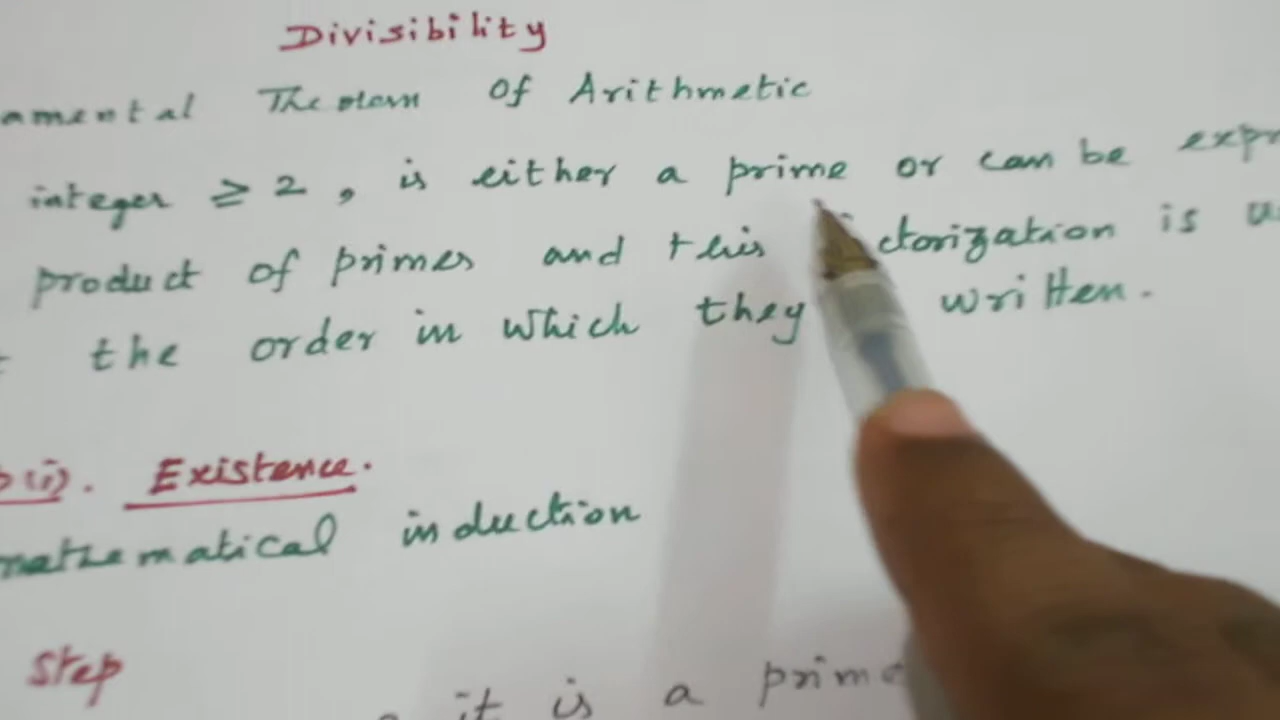 Divisibility
amental Theorem Of Arithmetic
integer ≥ 2, is either a prime or can be expr
product of primes and this ctorization is u
the order in which they written.
(i). Existence.
mathematical induction
Step
it is a prime